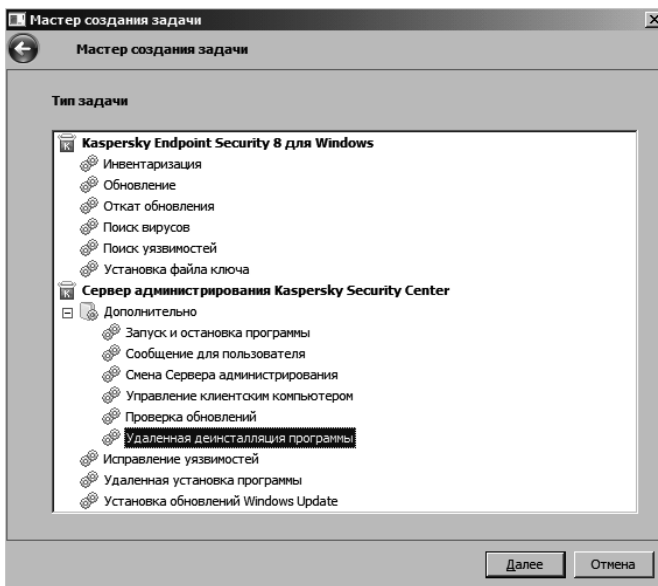 Мастер создания задачи
Мастер создания задачи
Тип задачи
Kaspersky Endpoint Security 8 для Windows
Инвентаризация
Обновление
Откат обновления
Поиск вирусов
Поиск уязвимостей
Установка файла ключа
Сервер администрирования Kaspersky Security Center
Дополнительно
Запуск и остановка программы
Сообщение для пользователя
Смена Сервера администрирования
Управление клиентским компьютером
Проверка обновлений
Удаленная деинсталляция программы
Исправление уязвимостей
Удаленная установка программы
Установка обновлений Windows Update
Далее Отмена